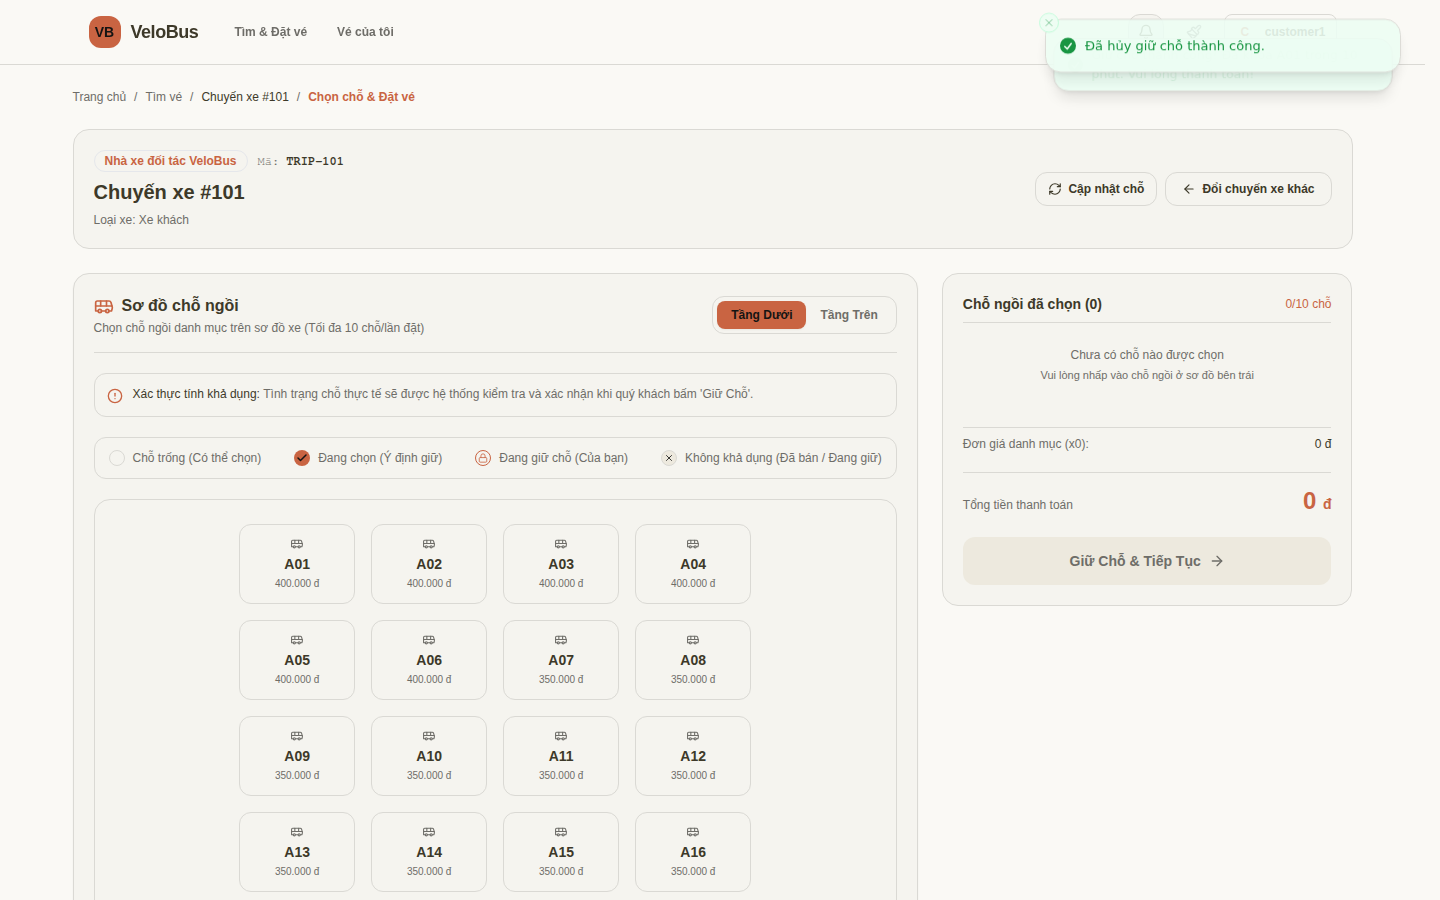 VB VeloBus Tìm & Đặt vé Vé của tôi
Đã hủy giữ chỗ thành công.
Trang chủ / Tìm vé / Chuyến xe #101 / Chọn chỗ & Đặt vé
Nhà xe đối tác VeloBus Mã: TRIP-101
Chuyến xe #101
Loại xe: Xe khách
Cập nhật chỗ
Đổi chuyến xe khác
Sơ đồ chỗ ngồi
Chọn chỗ ngồi danh mục trên sơ đồ xe (Tối đa 10 chỗ/lần đặt)
Tầng Dưới Tầng Trên
Xác thực tính khả dụng: Tình trạng chỗ thực tế sẽ được hệ thống kiểm tra và xác nhận khi quý khách bấm 'Giữ Chỗ'.
Chỗ trống (Có thể chọn) Đang chọn (Ý định giữ) Đang giữ chỗ (Của bạn) Không khả dụng (Đã bán / Đang giữ)
A01 A02 A03 A04
400.000 đ 400.000 đ 400.000 đ 400.000 đ
A05 A06 A07 A08
400.000 đ 400.000 đ 350.000 đ 350.000 đ
A09 A10 A11 A12
350.000 đ 350.000 đ 350.000 đ 350.000 đ
A13 A14 A15 A16
350.000 đ 350.000 đ 350.000 đ 350.000 đ
Chỗ ngồi đã chọn (0) 0/10 chỗ
Chưa có chỗ nào được chọn
Vui lòng nhấp vào chỗ ngồi ở sơ đồ bên trái
Đơn giá danh mục (x0): 0 đ
Tổng tiền thanh toán 0 đ
Giữ Chỗ & Tiếp Tục